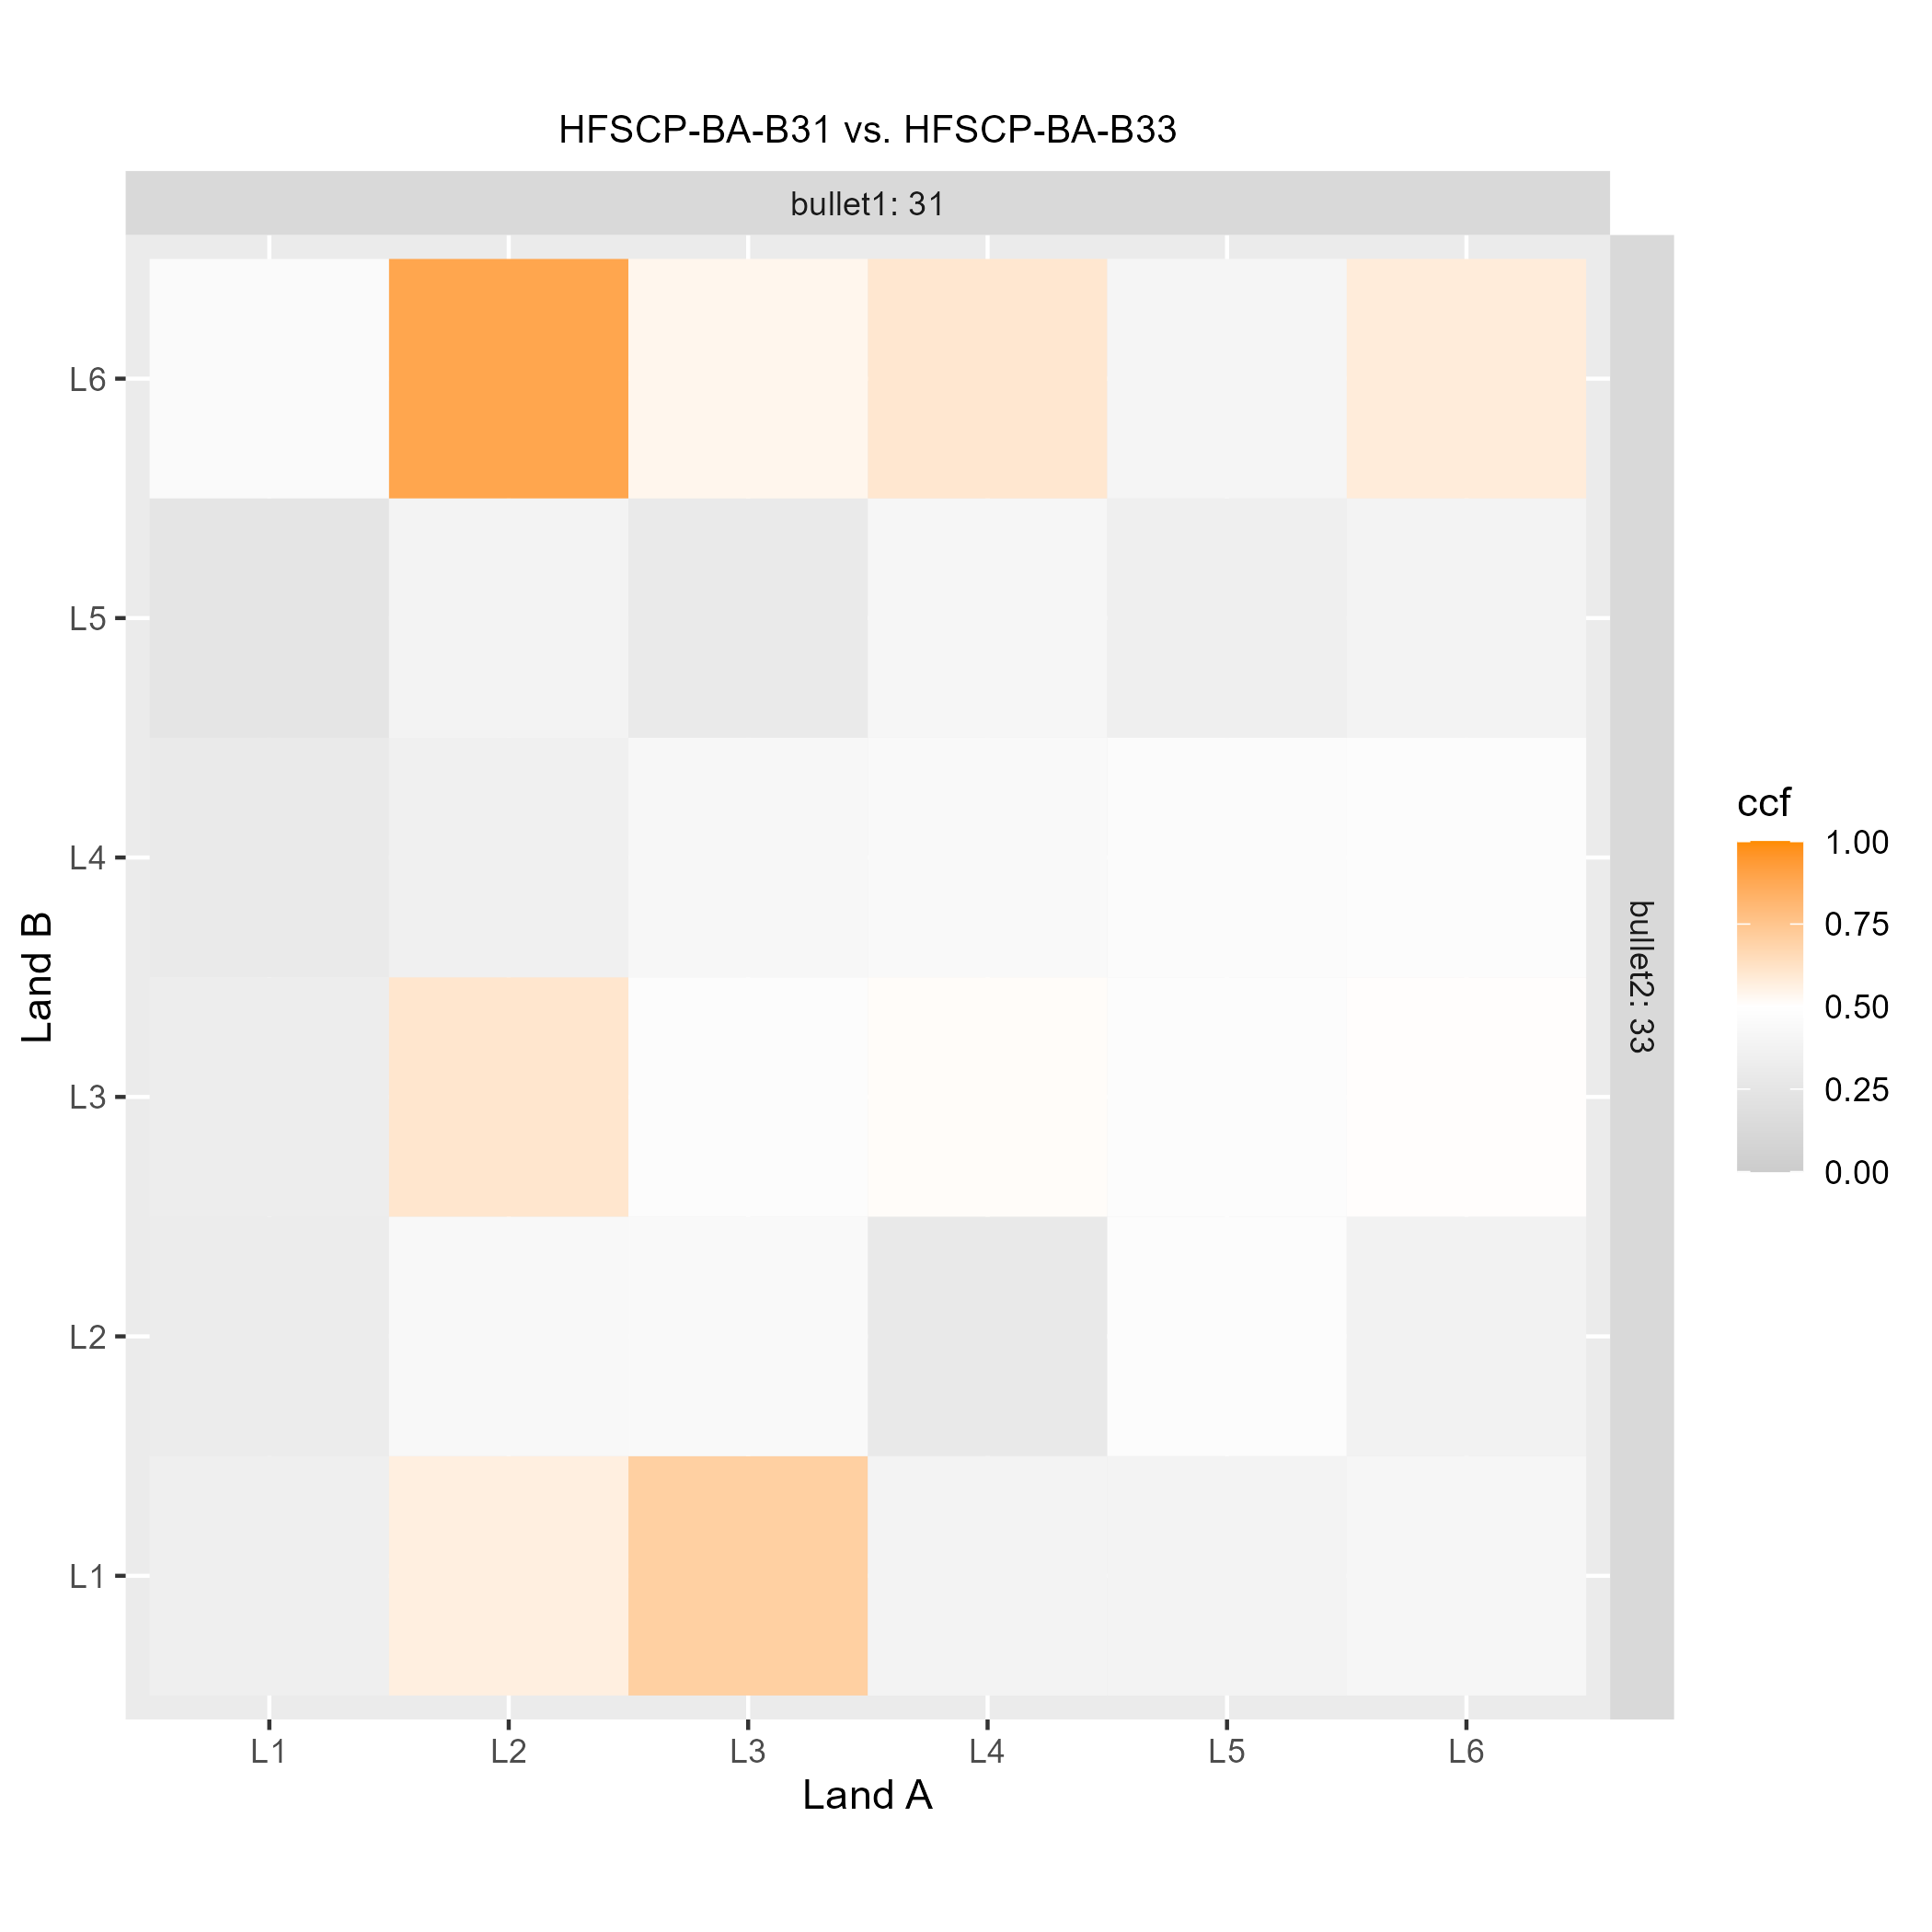 HFSCP-BA-B31 vs. HFSCP-BA-B33
bullet1: 31
L6
L5
L4
L3
L2
L1
Land B
bullet2: 33
L1 L2 L3 L4 L5 L6
Land A
ccf
1.00
0.75
0.50
0.25
0.00